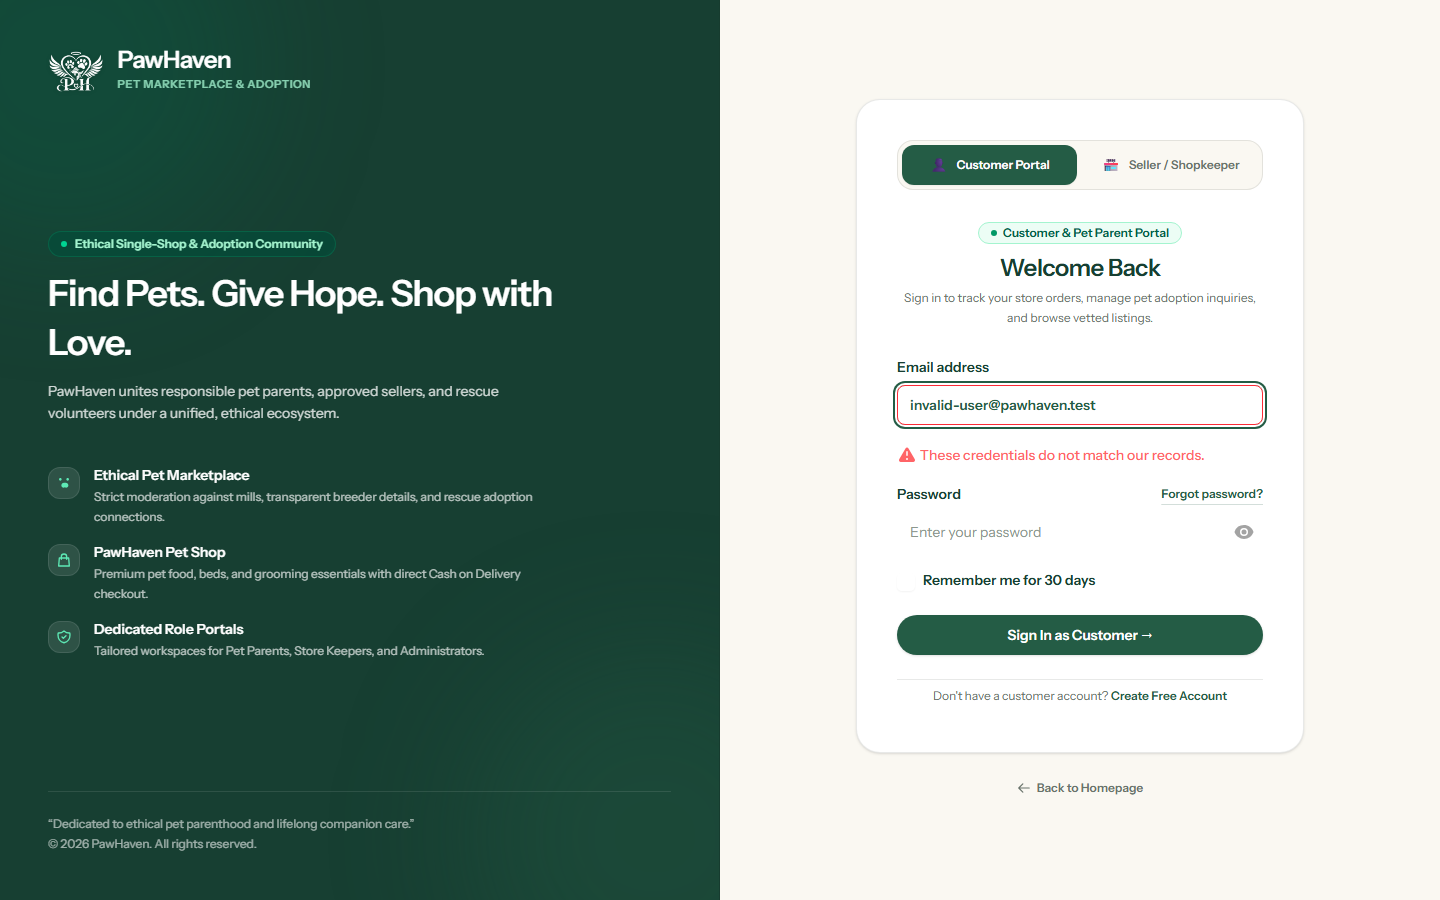 PawHaven
PET MARKETPLACE & ADOPTION
Ethical Single-Shop & Adoption Community
Find Pets. Give Hope. Shop with
Love.
PawHaven unites responsible pet parents, approved sellers, and rescue
volunteers under a unified, ethical ecosystem.
Ethical Pet Marketplace
Strict moderation against mills, transparent breeder details, and rescue adoption
connections.
PawHaven Pet Shop
Premium pet food, beds, and grooming essentials with direct Cash on Delivery
checkout.
Dedicated Role Portals
Tailored workspaces for Pet Parents, Store Keepers, and Administrators.
“Dedicated to ethical pet parenthood and lifelong companion care.”
© 2026 PawHaven. All rights reserved.
Customer Portal
Seller / Shopkeeper
Customer & Pet Parent Portal
Welcome Back
Sign in to track your store orders, manage pet adoption inquiries,
and browse vetted listings.
Email address
invalid-user@pawhaven.test
These credentials do not match our records.
Password
Forgot password?
Enter your password
Remember me for 30 days
Sign In as Customer →
Don't have a customer account? Create Free Account
← Back to Homepage